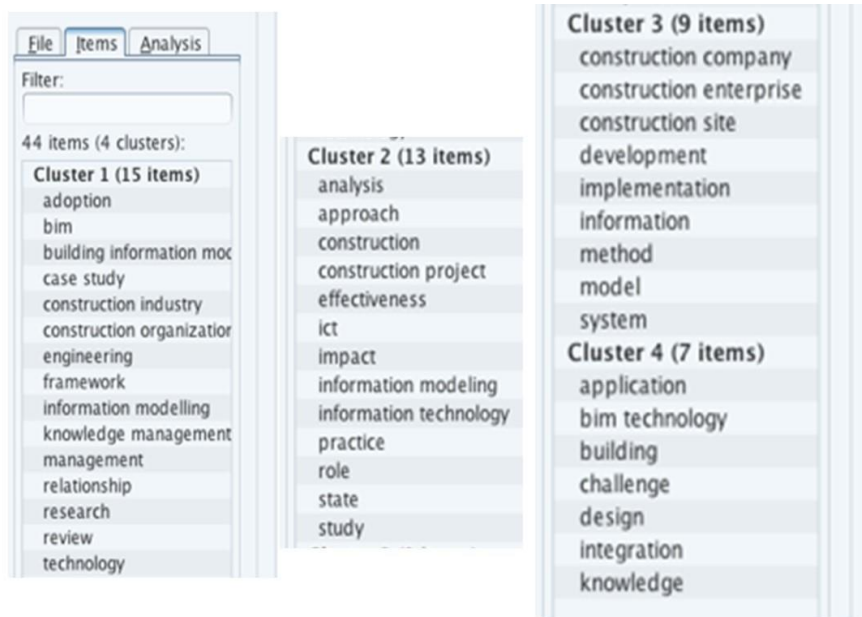 File Items Analysis
Filter:
44 items (4 clusters):
Cluster 1 (15 items)
adoption
bim
building information moc
case study
construction industry
construction organization
engineering
framework
information modelling
knowledge management
management
relationship
research
review
technology
Cluster 2 (13 items)
analysis
approach
construction
construction project
effectiveness
ict
impact
information modeling
information technology
practice
role
state
study
Cluster 3 (9 items)
construction company
construction enterprise
construction site
development
implementation
information
method
model
system
Cluster 4 (7 items)
application
bim technology
building
challenge
design
integration
knowledge